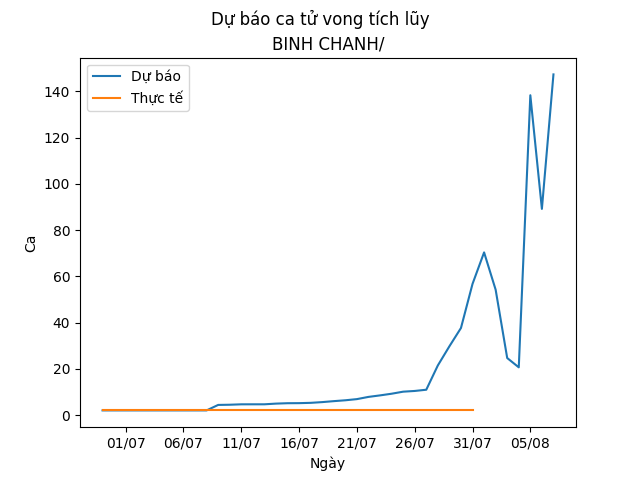 Dự báo ca tử vong tích lũy
BINH CHANH/
Dự báo
Thực tế
140
120
100
80
60
40
20
0
Ca
01/07 06/07 11/07 16/07 21/07 26/07 31/07 05/08
Ngày